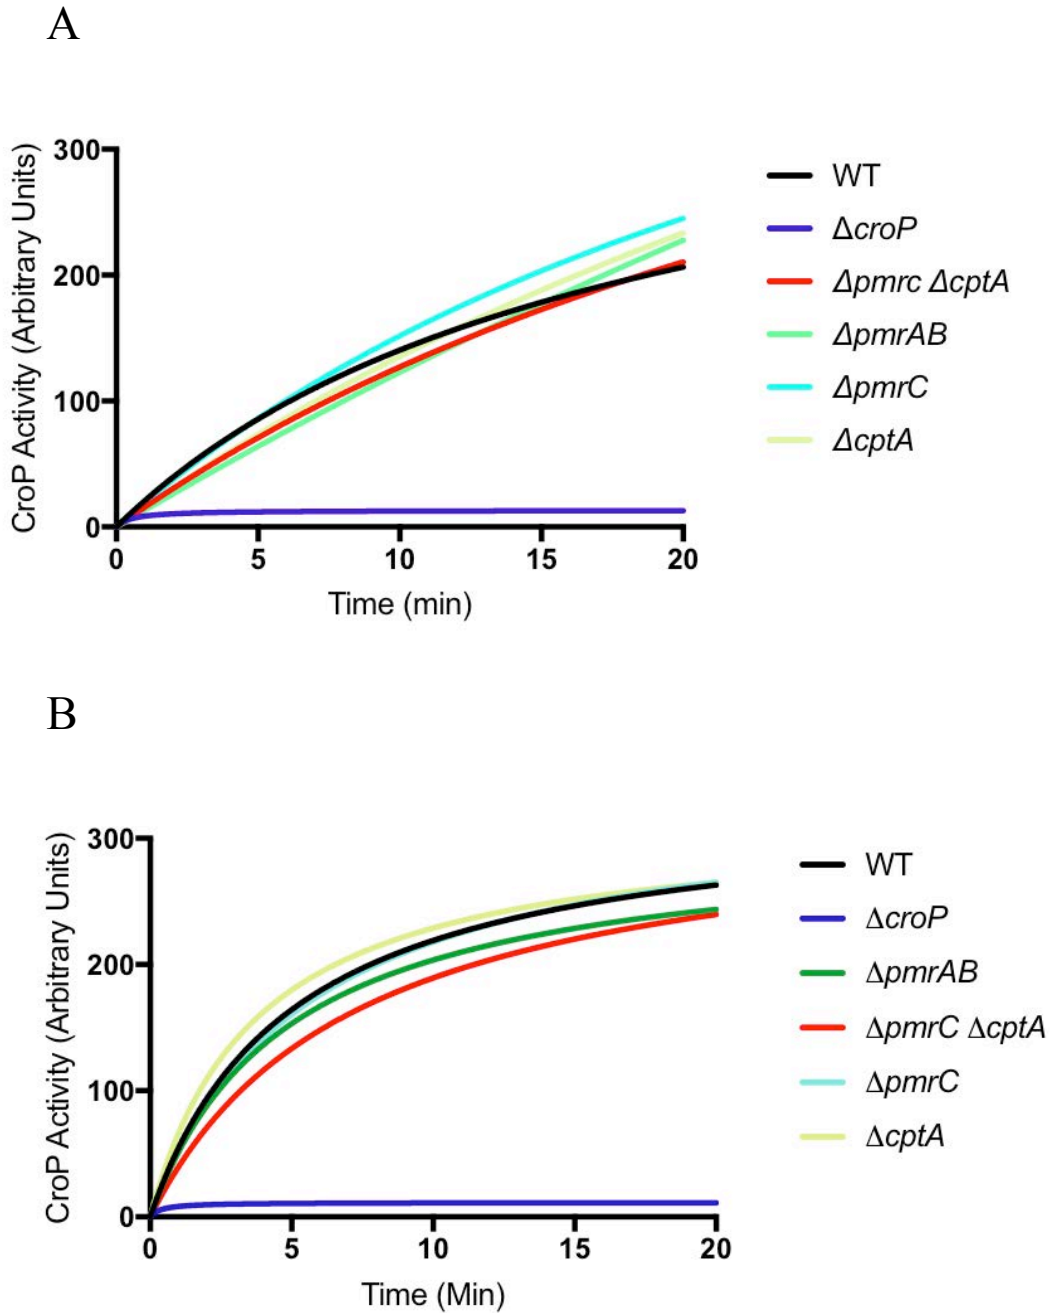 A
CroP Activity (Arbitrary Units)
300
200
100
0
0 5 10 15 20
Time (min)
WT
ΔcroP
Δpmrc ΔcptA
ΔpmrAB
ΔpmrC
ΔcptA
B
CroP Activity (Arbitrary Units)
300
200
100
0
0 5 10 15 20
Time (Min)
WT
ΔcroP
ΔpmrAB
ΔpmrC ΔcptA
ΔpmrC
ΔcptA